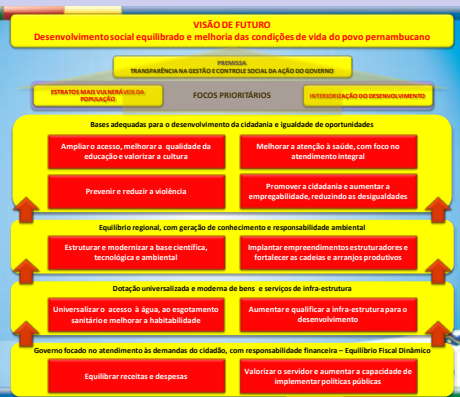 VISÃO DE FUTURO
Desenvolvimento social equilibrado e melhoria das condições de vida do povo pernambucano
PREMISSA
TRANSPARÊNCIA NA GESTÃO E CONTROLE SOCIAL DA AÇÃO DO GOVERNO
ESTRATOS MAIS VULNERÁVEIS DA
POPULAÇÃO
FOCOS PRIORITÁRIOS
INTERIORIZAÇÃO DO DESENVOLVIMENTO
Bases adequadas para o desenvolvimento da cidadania e igualdade de oportunidades
Ampliar o acesso, melhorar a qualidade da
educação e valorizar a cultura
Melhorar a atenção à saúde, com foco no
atendimento integral
Prevenir e reduzir a violência
Promover a cidadania e aumentar a
empregabilidade, reduzindo as desigualdades
Equilíbrio regional, com geração de conhecimento e responsabilidade ambiental
Estruturar e modernizar a base científica,
tecnológica e ambiental
Implantar empreendimentos estruturadores e
fortalecer as cadeias e arranjos produtivos
Dotação universalizada e moderna de bens e serviços de infra-estrutura
Universalizar o acesso à água, ao esgotamento
sanitário e melhorar a habitabilidade
Aumentar e qualificar a infra-estrutura para o
desenvolvimento
Governo focado no atendimento às demandas do cidadão, com responsabilidade financeira – Equilíbrio Fiscal Dinâmico
Equilibrar receitas e despesas
Valorizar o servidor e aumentar a capacidade de
implementar políticas públicas